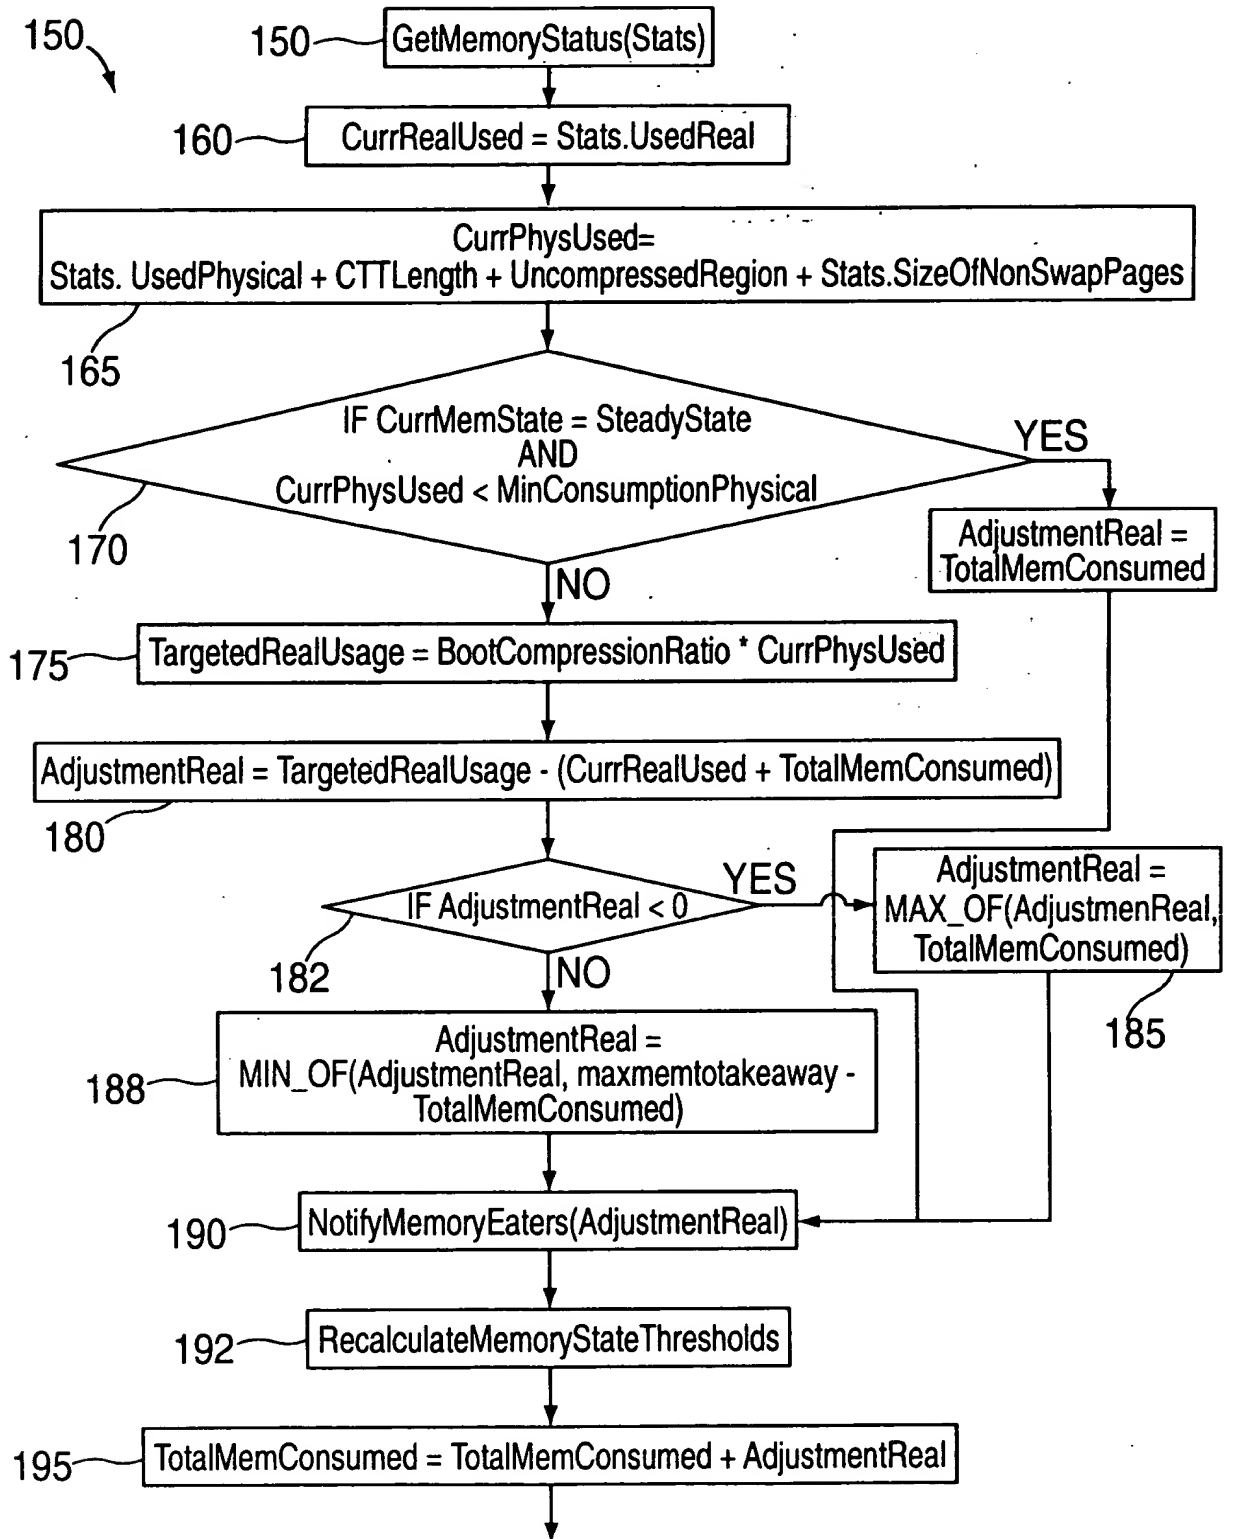 150
150 GetMemoryStatus(Stats)
160 CurrRealUsed = Stats.UsedReal
CurrPhysUsed=
Stats. UsedPhysical + CTTLength + UncompressedRegion + Stats.SizeOfNonSwapPages
165
IF CurrMemState = SteadyState
AND
CurrPhysUsed < MinConsumptionPhysical
YES
170
AdjustmentReal =
TotalMemConsumed
NO
175 TargetedRealUsage = BootCompressionRatio * CurrPhysUsed
AdjustmentReal = TargetedRealUsage - (CurrRealUsed + TotalMemConsumed)
180
IF AdjustmentReal < 0
YES
182
AdjustmentReal =
MAX_OF(AdjustmenReal,
TotalMemConsumed)
185
NO
AdjustmentReal =
188 MIN_OF(AdjustmentReal, maxmemtotakeaway -
TotalMemConsumed)
190 NotifyMemoryEaters(AdjustmentReal)
192 RecalculateMemoryStateThresholds
195 TotalMemConsumed = TotalMemConsumed + AdjustmentReal